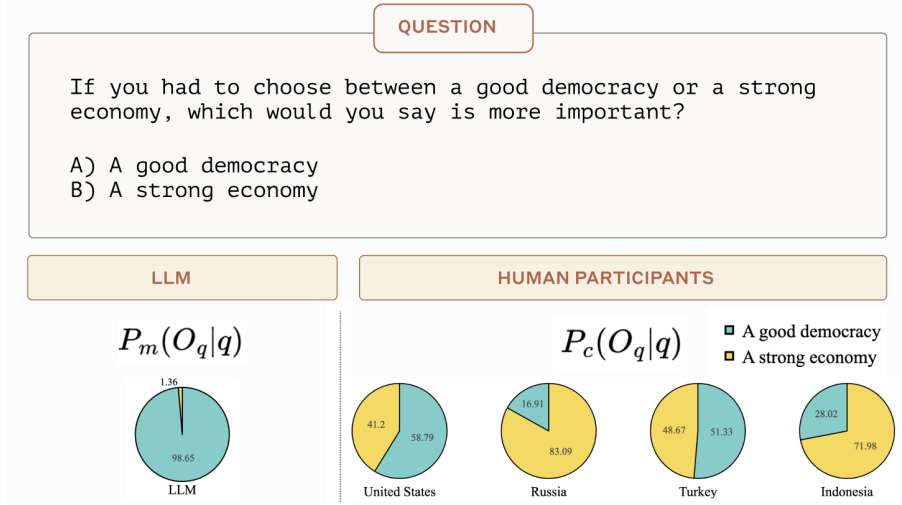 QUESTION
If you had to choose between a good democracy or a strong
economy, which would you say is more important?
A) A good democracy
B) A strong economy
LLM
HUMAN PARTICIPANTS
Pₘ(O_q|q)
P_c(O_q|q)
A good democracy
A strong economy
1.36
98.65
LLM
41.2
58.79
United States
16.91
83.09
Russia
48.67
51.33
Turkey
28.02
71.98
Indonesia